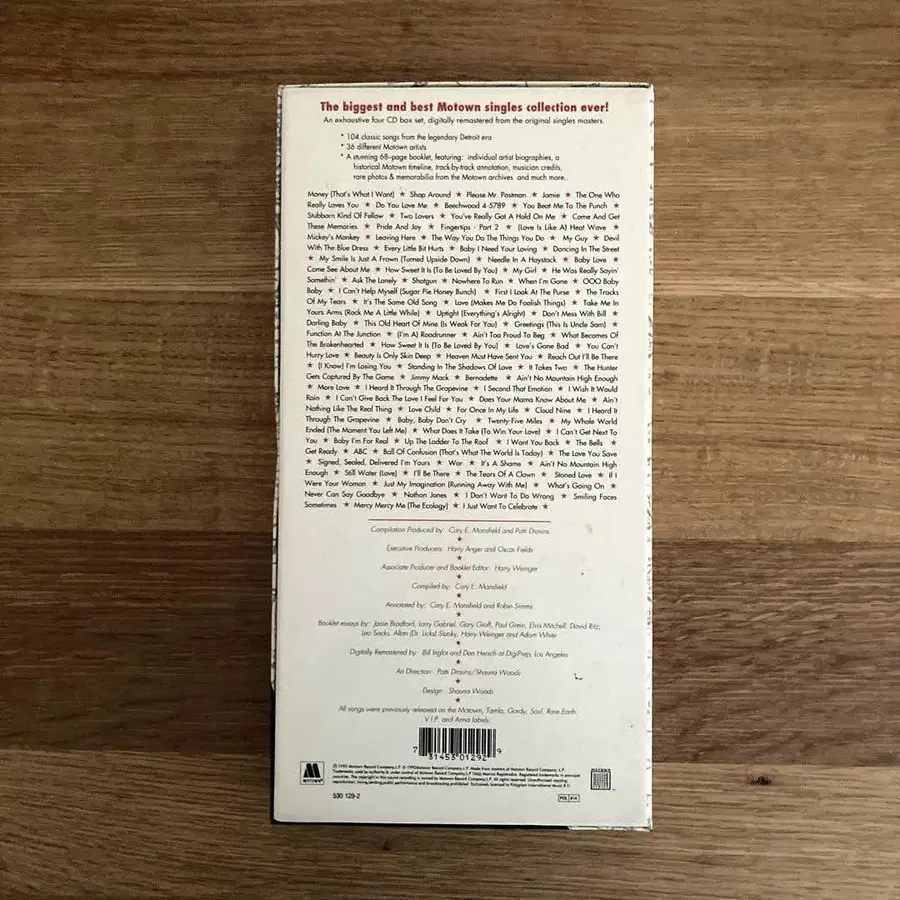 The biggest and best Motown singles collection ever!
An exhaustive four CD box set, digitally remastered from the original singles masters.
* 104 classic songs from the legendary Detroit era
* 36 different Motown artists
* A stunning 68-page booklet, featuring: individual artist biographies, a
historical Motown timeline, track-by-track annotation, musician credits,
rare photos & memorabilia from the Motown archives and much more.
Money (That's What I Want) ★ Shop Around ★ Please Mr. Postman ★ Jamie ★ The One Who
Really Loves You ★ Do You Love Me ★ Beechwood 4-5789 ★ You Beat Me To The Punch ★
Stubborn Kind Of Fellow ★ Two Lovers ★ You've Really Got A Hold On Me ★ Come And Get
These Memories ★ Pride And Joy ★ Fingertips - Part 2 ★ (Love Is Like A) Heat Wave ★
Mickey's Monkey ★ Leaving Here ★ The Way You Do The Things You Do ★ My Guy ★ Devil
With The Blue Dress ★ Every Little Bit Hurts ★ Baby I Need Your Loving ★ Dancing In The Street
★ My Smile Is Just A Frown (Turned Upside Down) ★ Needle In A Haystack ★ Baby Love ★
Come See About Me ★ How Sweet It Is (To Be Loved By You) ★ My Girl ★ He Was Really Sayin'
Somethin' ★ Ask The Lonely ★ Shotgun ★ Nowhere To Run ★ When I'm Gone ★ OOO Baby
Baby ★ I Can't Help Myself (Sugar Pie Honey Bunch) ★ First I Look At The Purse ★ The Tracks
Of My Tears ★ It's The Same Old Song ★ Love (Makes Me Do Foolish Things) ★ Take Me In
Yours Arms (Rock Me A Little While) ★ Uptight (Everything's Alright) ★ Don't Mess With Bill ★
Darling Baby ★ This Old Heart Of Mine (Is Weak For You) ★ Greetings (This Is Uncle Sam) ★
Function At The Junction ★ (I'm A) Roadrunner ★ Ain't Too Proud To Beg ★ What Becomes Of
The Brokenhearted ★ How Sweet It Is (To Be Loved By You) ★ Love's Gone Bad ★ You Can't
Hurry Love ★ Beauty Is Only Skin Deep ★ Heaven Must Have Sent You ★ Reach Out I'll Be There
★ (I Know) I'm Losing You ★ Standing In The Shadows Of Love ★ It Takes Two ★ The Hunter
Gets Captured By The Game ★ Jimmy Mack ★ Bernadette ★ Ain't No Mountain High Enough
★ More Love ★ I Heard It Through The Grapevine ★ I Second That Emotion ★ I Wish It Would
Rain ★ I Can't Give Back The Love I Feel For You ★ Does Your Mama Know About Me ★ Ain't
Nothing Like The Real Thing ★ Love Child ★ For Once In My Life ★ Cloud Nine ★ I Heard It
Through The Grapevine ★ Baby, Baby Don't Cry ★ Twenty-Five Miles ★ My Whole World
Ended (The Moment You Left Me) ★ What Does It Take (To Win Your Love) ★ I Can't Get Next To
You ★ Baby I'm For Real ★ Up The Ladder To The Roof ★ I Want You Back ★ The Bells ★
Get Ready ★ ABC ★ Ball Of Confusion (That's What The World Is Today) ★ The Love You Save
★ Signed, Sealed, Delivered I'm Yours ★ War ★ It's A Shame ★ Ain't No Mountain High
Enough ★ Still Water (Love) ★ I'll Be There ★ The Tears Of A Clown ★ Stoned Love ★ If I
Were Your Woman ★ Just My Imagination (Running Away With Me) ★ What's Going On ★
Never Can Say Goodbye ★ Nathan Jones ★ I Don't Want To Do Wrong ★ Smiling Faces
Sometimes ★ Mercy Mercy Me (The Ecology) ★ I Just Want To Celebrate ★
Compilation Produced by: Cary E. Mansfield and Patti Drosins
★
Executive Producers: Harry Anger and Oscar Fields
★
Associate Producer and Booklet Editor: Harry Weinger
★
Compiled by: Cary E. Mansfield
★
Annotated by: Cary E. Mansfield and Robin Simms
★
Booklet essays by: Janie Bradford, Larry Gabriel, Gary Graff, Paul Grein, Elvis Mitchell, David Ritz,
Leo Sacks, Allan (Dr. Licks) Slutsky, Harry Weinger and Adam White
★
Digitally Remastered by: Bill Inglot and Dan Hersch at DigiPrep, Los Angeles
★
Art Direction: Patti Drosins/Shauna Woods
★
Design: Shauna Woods
★
All songs were previously released on the Motown, Tamla, Gordy, Soul, Rare Earth,
V.I.P. and Anna labels.
7 31453 01292 9
MOTOWN
530 129-2